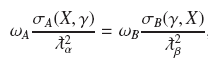 ω_A σ_A(X, γ) / ƛ_α^2 = ω_B σ_B(γ, X) / ƛ_β^2.